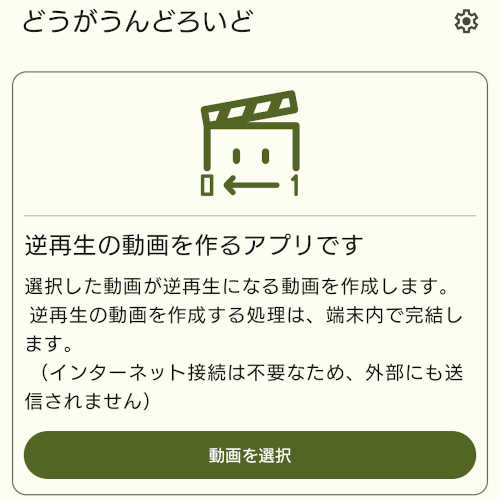 どうがうんどろいど
0 1
逆再生の動画を作るアプリです
選択した動画が逆再生になる動画を作成します。
逆再生の動画を作成する処理は、端末内で完結し
ます。
（インターネット接続は不要なため、外部にも送
信されません）
動画を選択